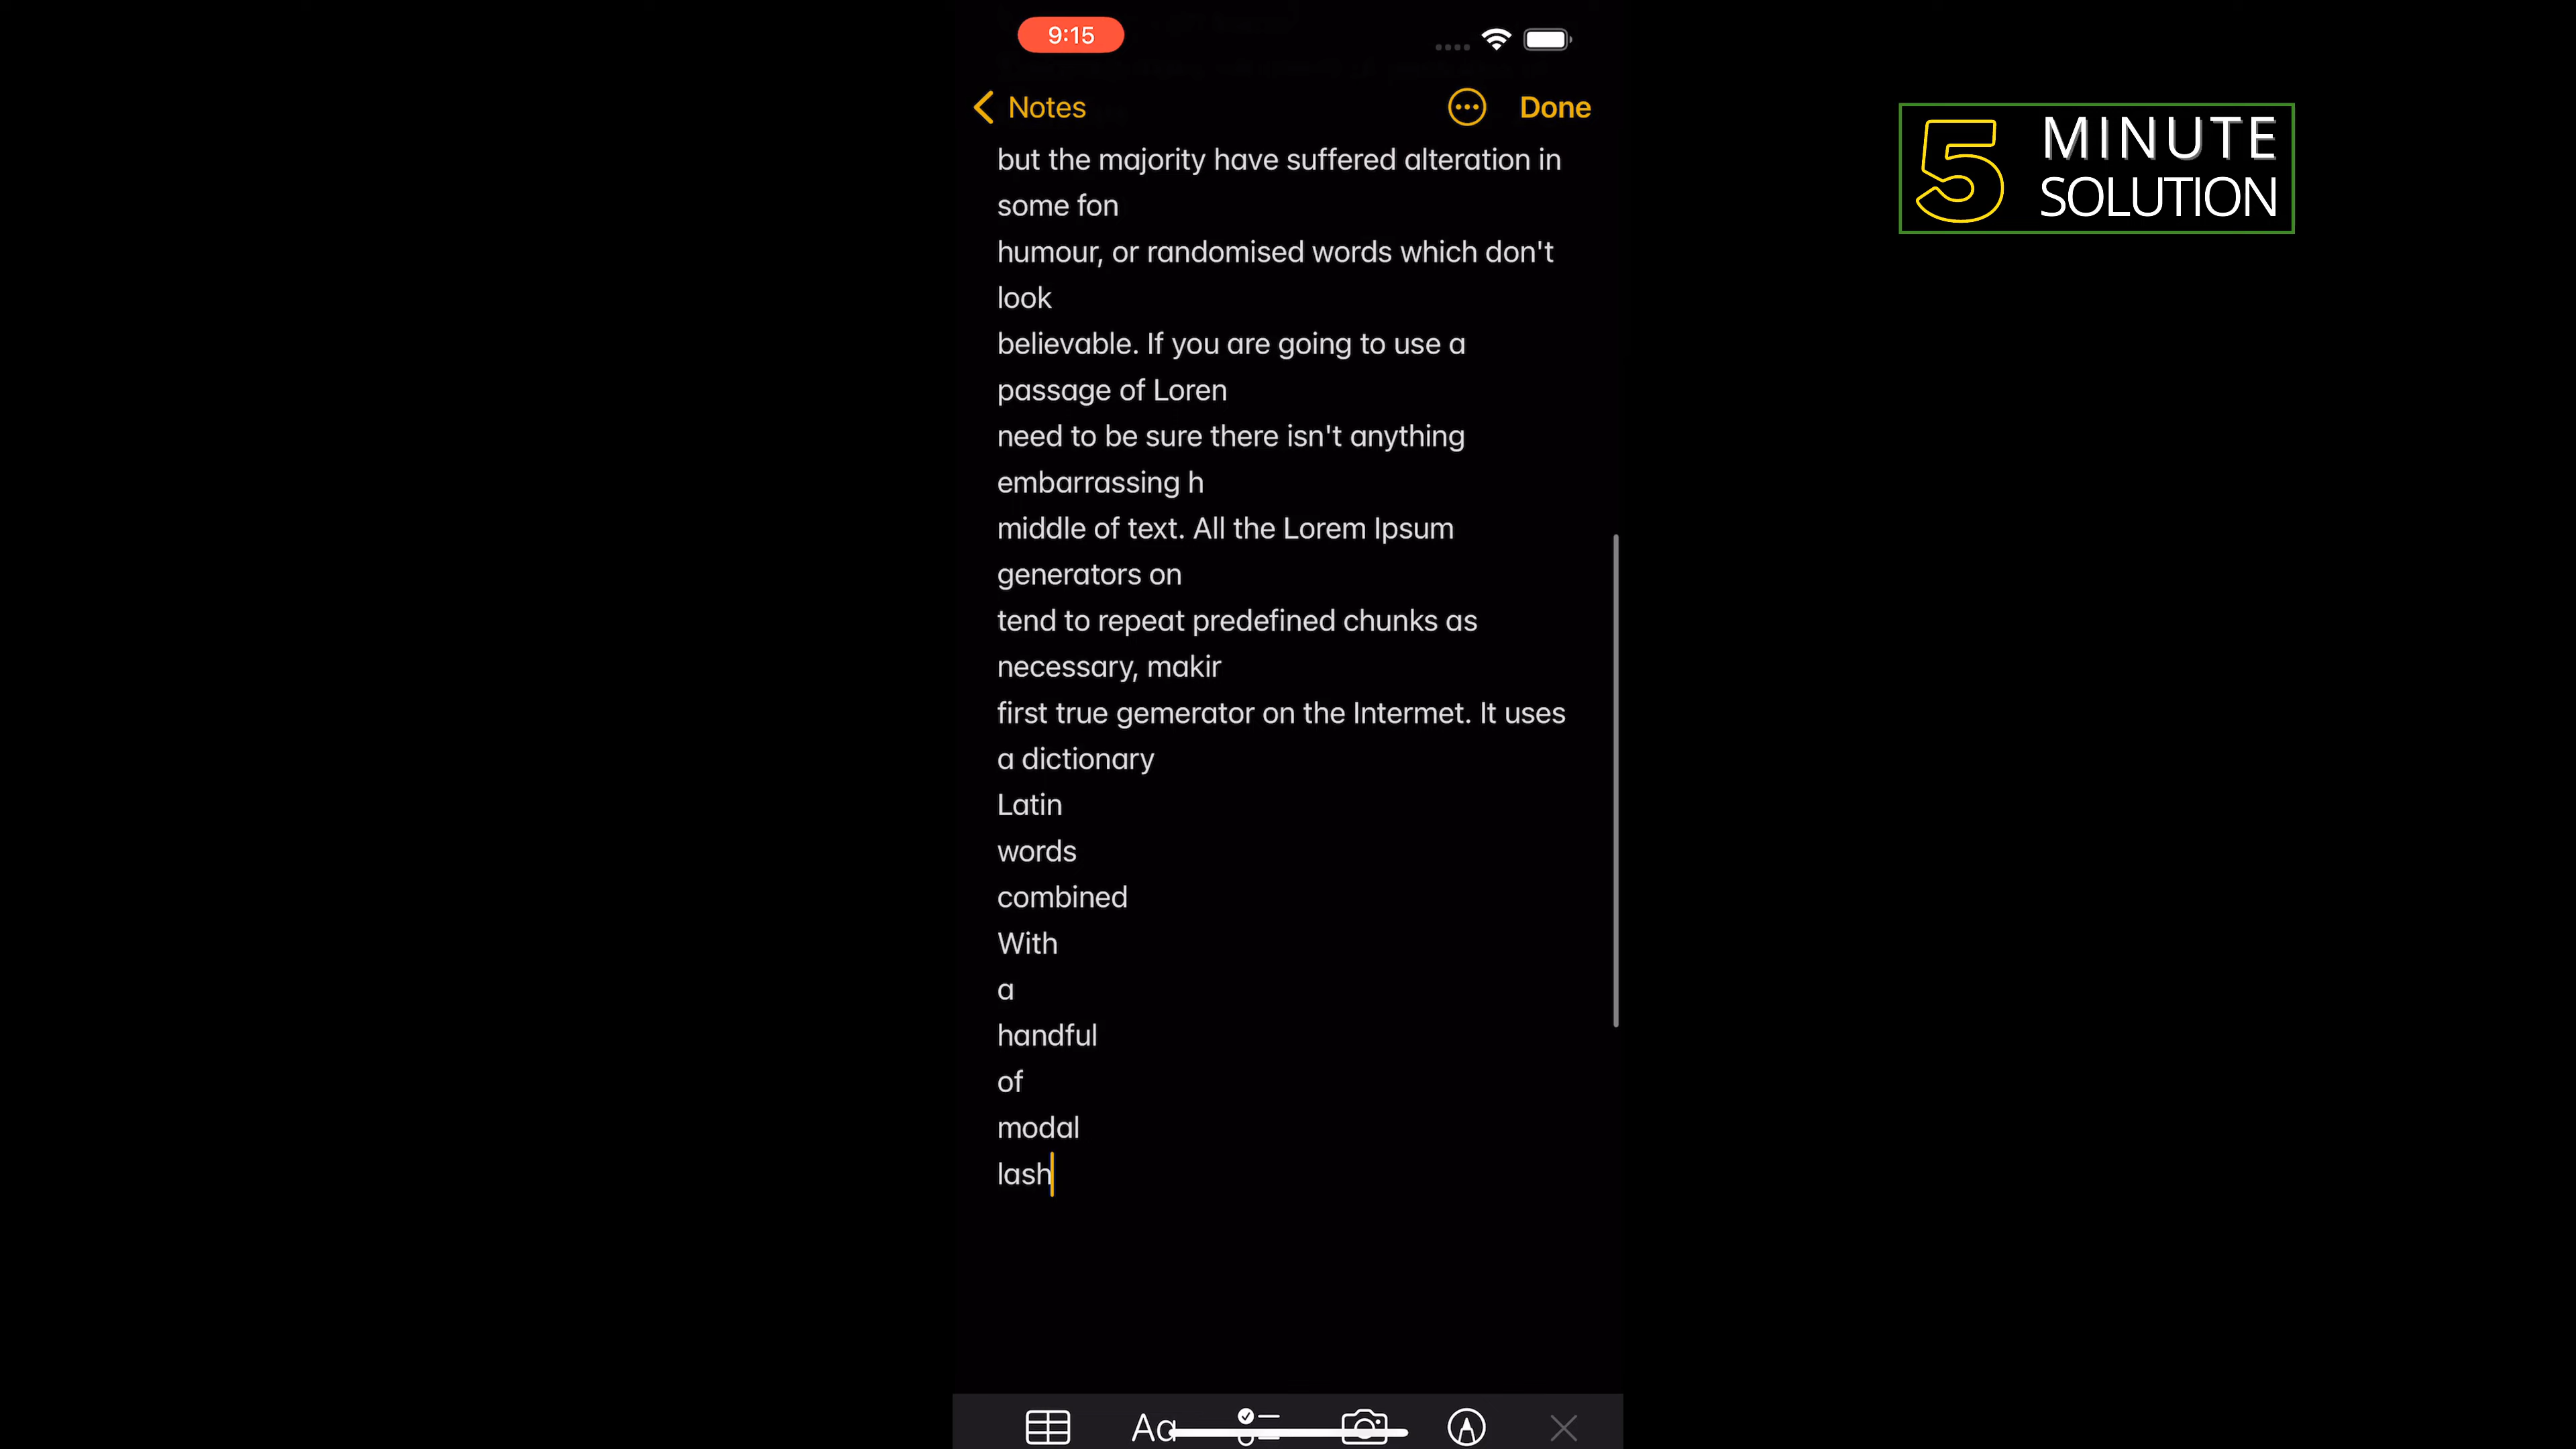 9:15
Notes
Done
5 MINUTE
SOLUTION
but the majority have suffered alteration in
some fon
humour, or randomised words which don't
look
believable. If you are going to use a
passage of Loren
need to be sure there isn't anything
embarrassing h
middle of text. All the Lorem Ipsum
generators on
tend to repeat predefined chunks as
necessary, makir
first true gemerator on the Intermet. It uses
a dictionary
Latin
words
combined
With
a
handful
of
modal
lash
Aa